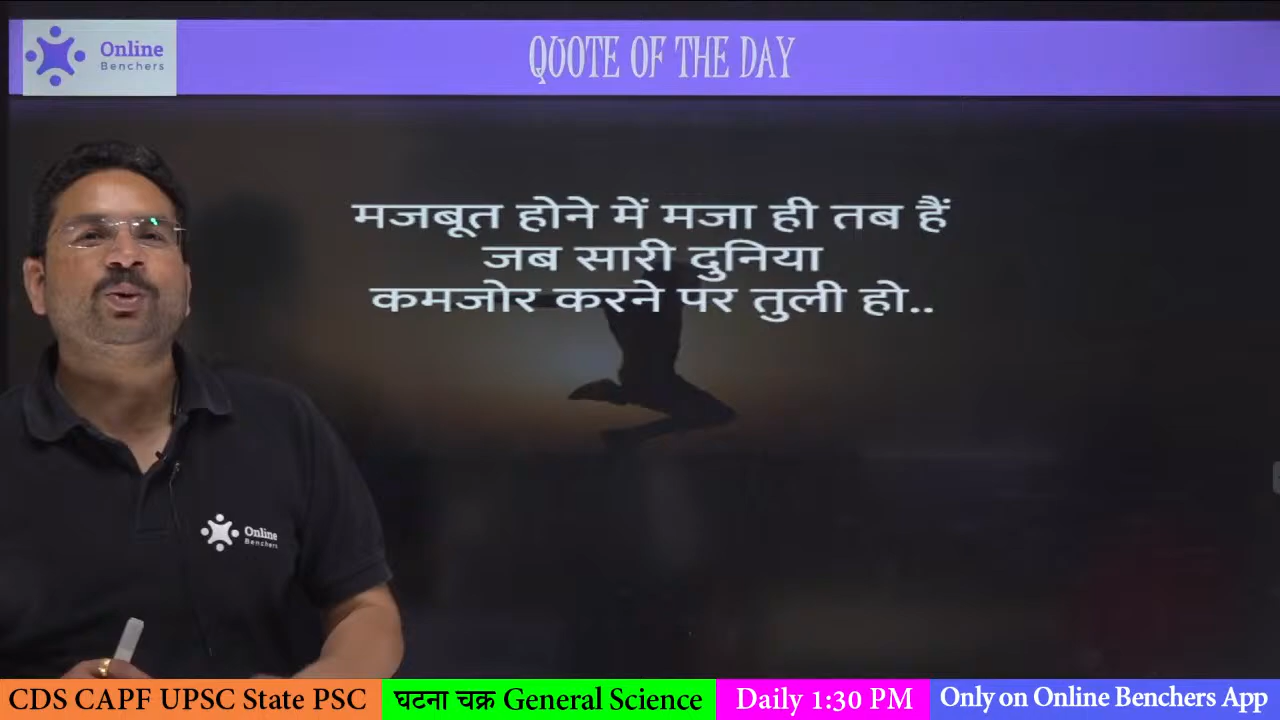 Online
Benchers
QUOTE OF THE DAY
मजबूत होने में मजा ही तब हैं
जब सारी दुनिया
कमजोर करने पर तुली हो..
Online
Benchers
CDS CAPF UPSC State PSC
घटना चक्र General Science
Daily 1:30 PM
Only on Online Benchers App